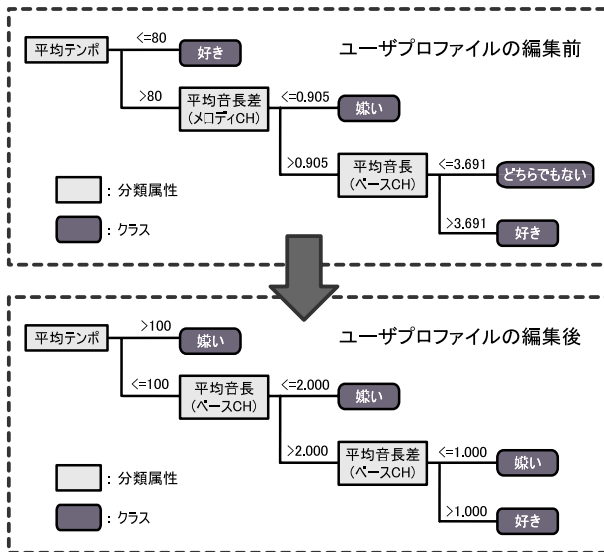 ユーザプロファイルの編集前
平均テンポ
<=80
好き
>80
平均音長差
(メロディCH)
<=0.905
嫌い
>0.905
平均音長
(ベースCH)
<=3.691
どちらでもない
>3.691
好き
: 分類属性
: クラス
ユーザプロファイルの編集後
平均テンポ
>100
嫌い
<=100
平均音長
(ベースCH)
<=2.000
嫌い
>2.000
平均音長差
(ベースCH)
<=1.000
嫌い
>1.000
好き
: 分類属性
: クラス